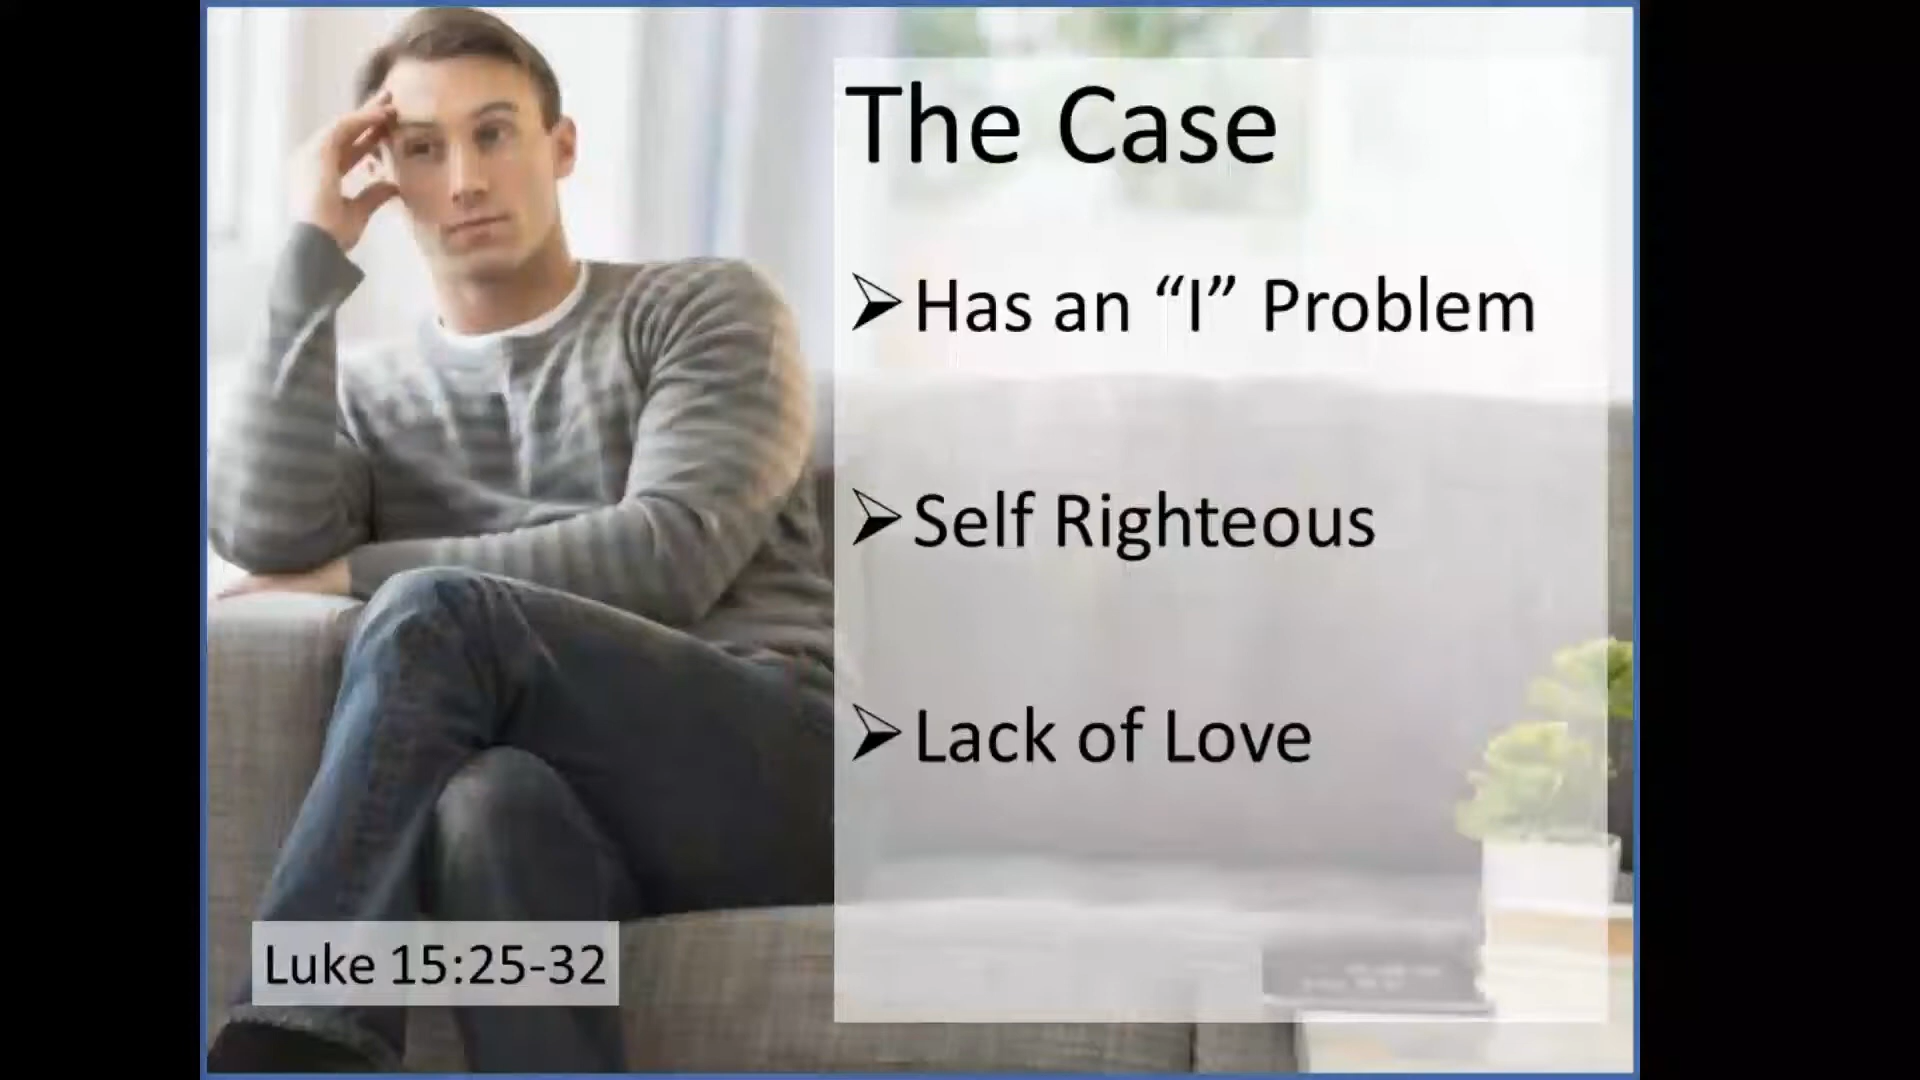 The Case
➢Has an “I” Problem
➢Self Righteous
➢Lack of Love
Luke 15:25-32